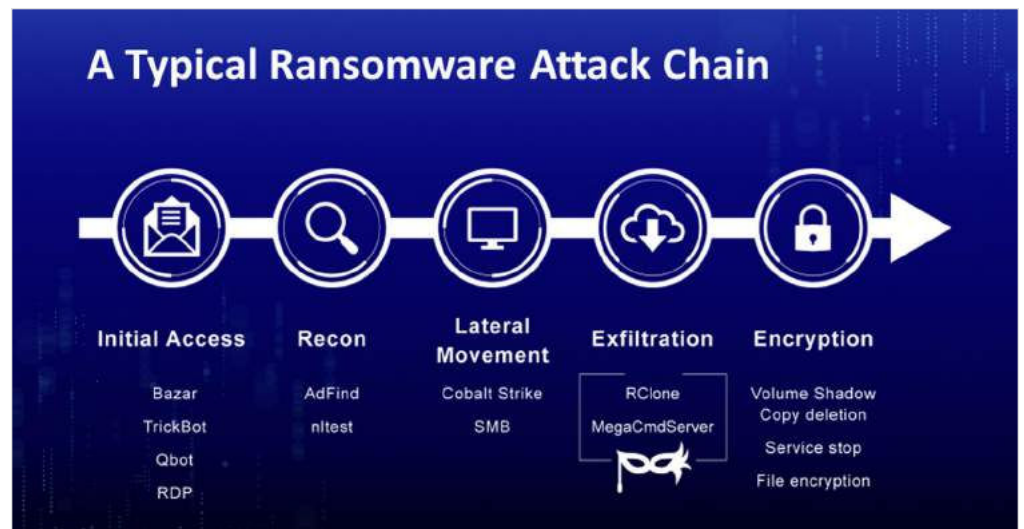 A Typical Ransomware Attack Chain
Initial Access
Bazar
TrickBot
Qbot
RDP
Recon
AdFind
nltest
Lateral
Movement
Cobalt Strike
SMB
Exfiltration
RClone
MegaCmdServer
Encryption
Volume Shadow
Copy deletion
Service stop
File encryption